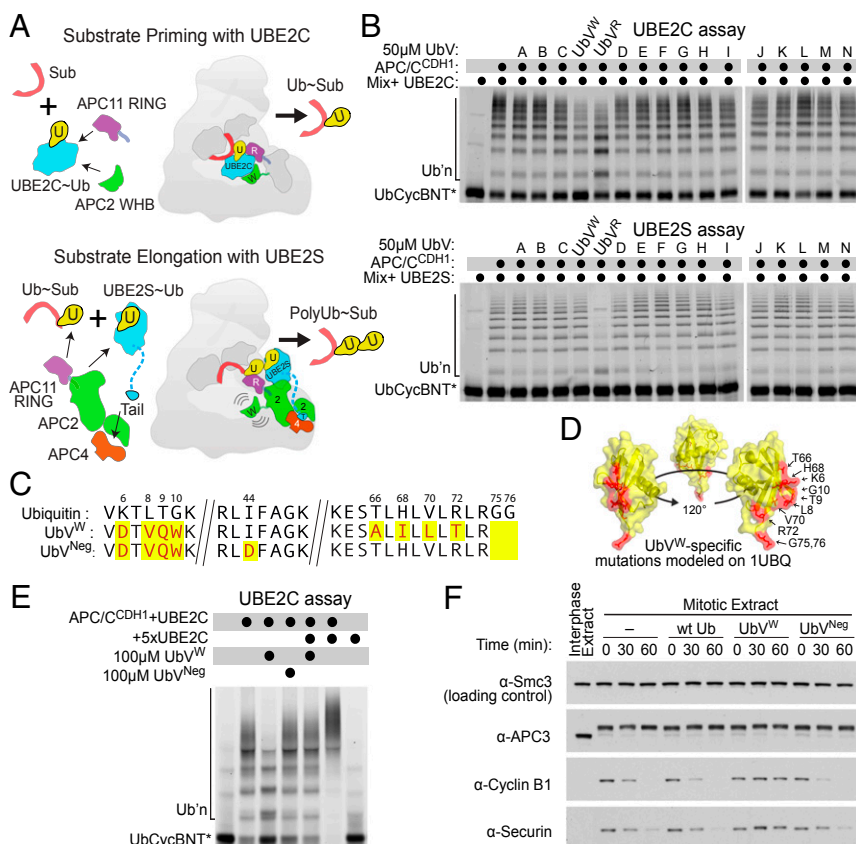 A
Substrate Priming with UBE2C
Sub
+
APC11 RING
U
UBE2C~Ub
APC2 WHB
U
R
UBE2C
W
Ub~Sub
U
Substrate Elongation with UBE2S
Ub~Sub
UBE2S~Ub
U
+
U
APC11
RING
APC2
Tail
APC4
U
U
R
UBE2S
W
2
2
4
T
PolyUb~Sub
U
U
B
UBE2C assay
50μM UbV: A B C UbV^W UbV^R D E F G H I J K L M N
APC/C^CDH1:
Mix+ UBE2C:
Ub'n
UbCycBNT*
UBE2S assay
50μM UbV: A B C UbV^W UbV^R D E F G H I J K L M N
APC/C^CDH1:
Mix+ UBE2S:
Ub'n
UbCycBNT*
C
6 8 9 10 44 66 68 70 72 75 76
Ubiquitin : VKTLTGK // RLIFAGK // KESTLHLVLRLRGG
UbV^W : VDTVQWK // RLIFAGK // KESALILLLTLR
UbV^Neg : VDTVQWK // RLDFAGK // KESTLHLVLRLR
D
120°
T66
H68
K6
G10
T9
L8
V70
R72
G75,76
UbV^W-specific
mutations modeled on 1UBQ
E
UBE2C assay
APC/C^CDH1+UBE2C
+5xUBE2C
100μM UbV^W
100μM UbV^Neg
Ub'n
UbCycBNT*
F
Interphase
Extract
Mitotic Extract
– wt Ub UbV^W UbV^Neg
Time (min): 0 30 60 0 30 60 0 30 60 0 30 60
α-Smc3
(loading control)
α-APC3
α-Cyclin B1
α-Securin